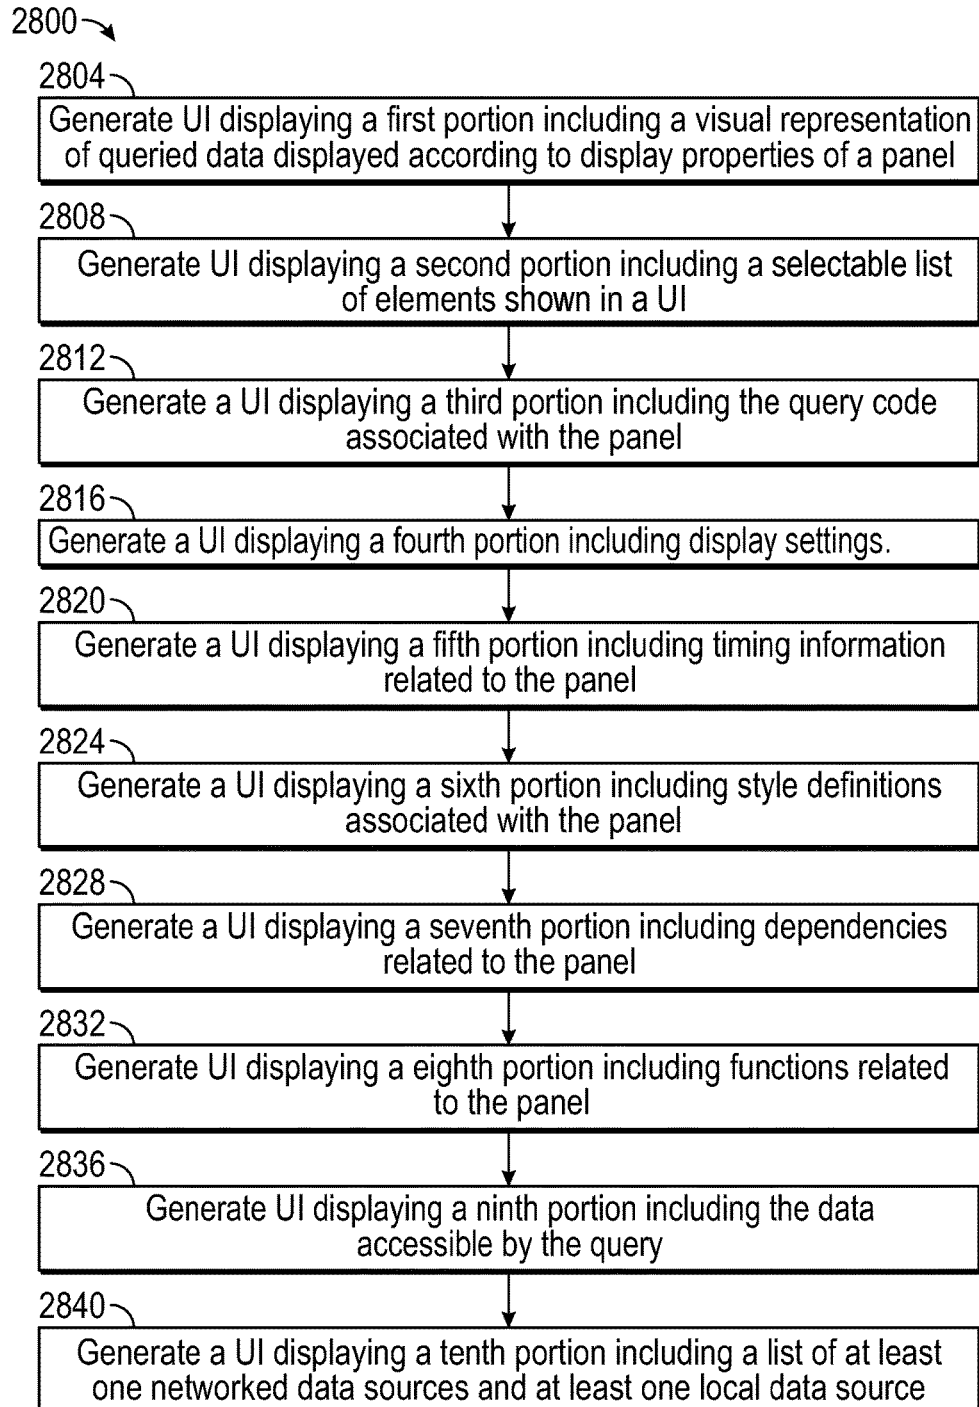 2800
2804
Generate UI displaying a first portion including a visual representation
of queried data displayed according to display properties of a panel
2808
Generate UI displaying a second portion including a selectable list
of elements shown in a UI
2812
Generate a UI displaying a third portion including the query code
associated with the panel
2816
Generate a UI displaying a fourth portion including display settings.
2820
Generate a UI displaying a fifth portion including timing information
related to the panel
2824
Generate a UI displaying a sixth portion including style definitions
associated with the panel
2828
Generate a UI displaying a seventh portion including dependencies
related to the panel
2832
Generate UI displaying a eighth portion including functions related
to the panel
2836
Generate UI displaying a ninth portion including the data
accessible by the query
2840
Generate a UI displaying a tenth portion including a list of at least
one networked data sources and at least one local data source